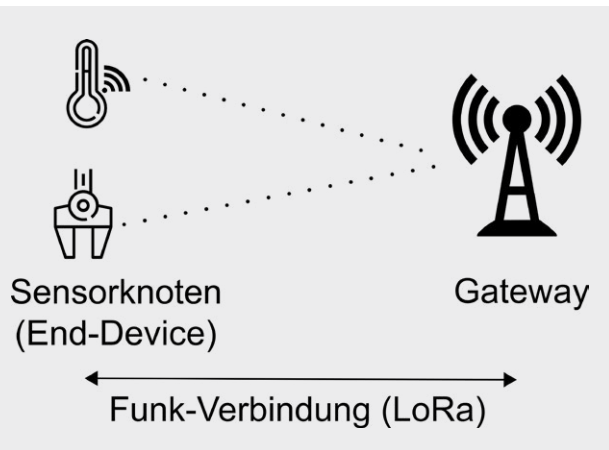 Sensorknoten
(End-Device)
Gateway
Funk-Verbindung (LoRa)